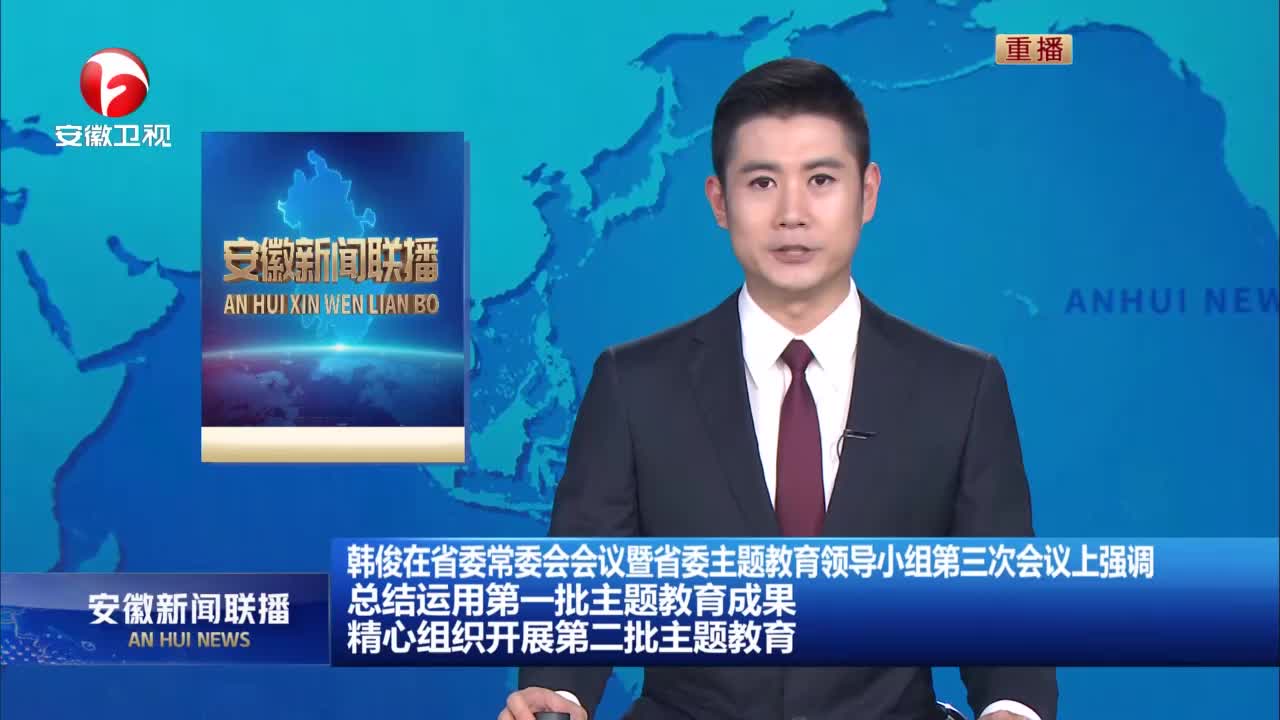 重播
安徽卫视
安徽新闻联播
AN HUI XIN WEN LIAN BO
ANHUI NEW
韩俊在省委常委会会议暨省委主题教育领导小组第三次会议上强调
总结运用第一批主题教育成果
精心组织开展第二批主题教育
安徽新闻联播
AN HUI NEWS